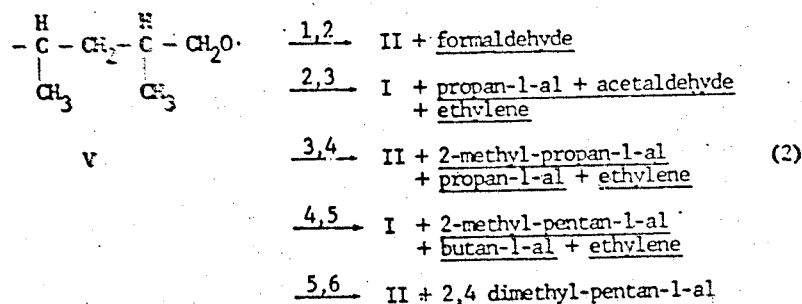 H H
- C - CH2 - C - CH2O· 1,2 II + formaldehyde
CH3 CH3 2,3 I + propan-1-al + acetaldehyde
+ ethylene
V 3,4 II + 2-methyl-propan-1-al (2)
+ propan-1-al + ethylene
4,5 I + 2-methyl-pentan-1-al
+ butan-1-al + ethylene
5,6 II + 2,4 dimethyl-pentan-1-al